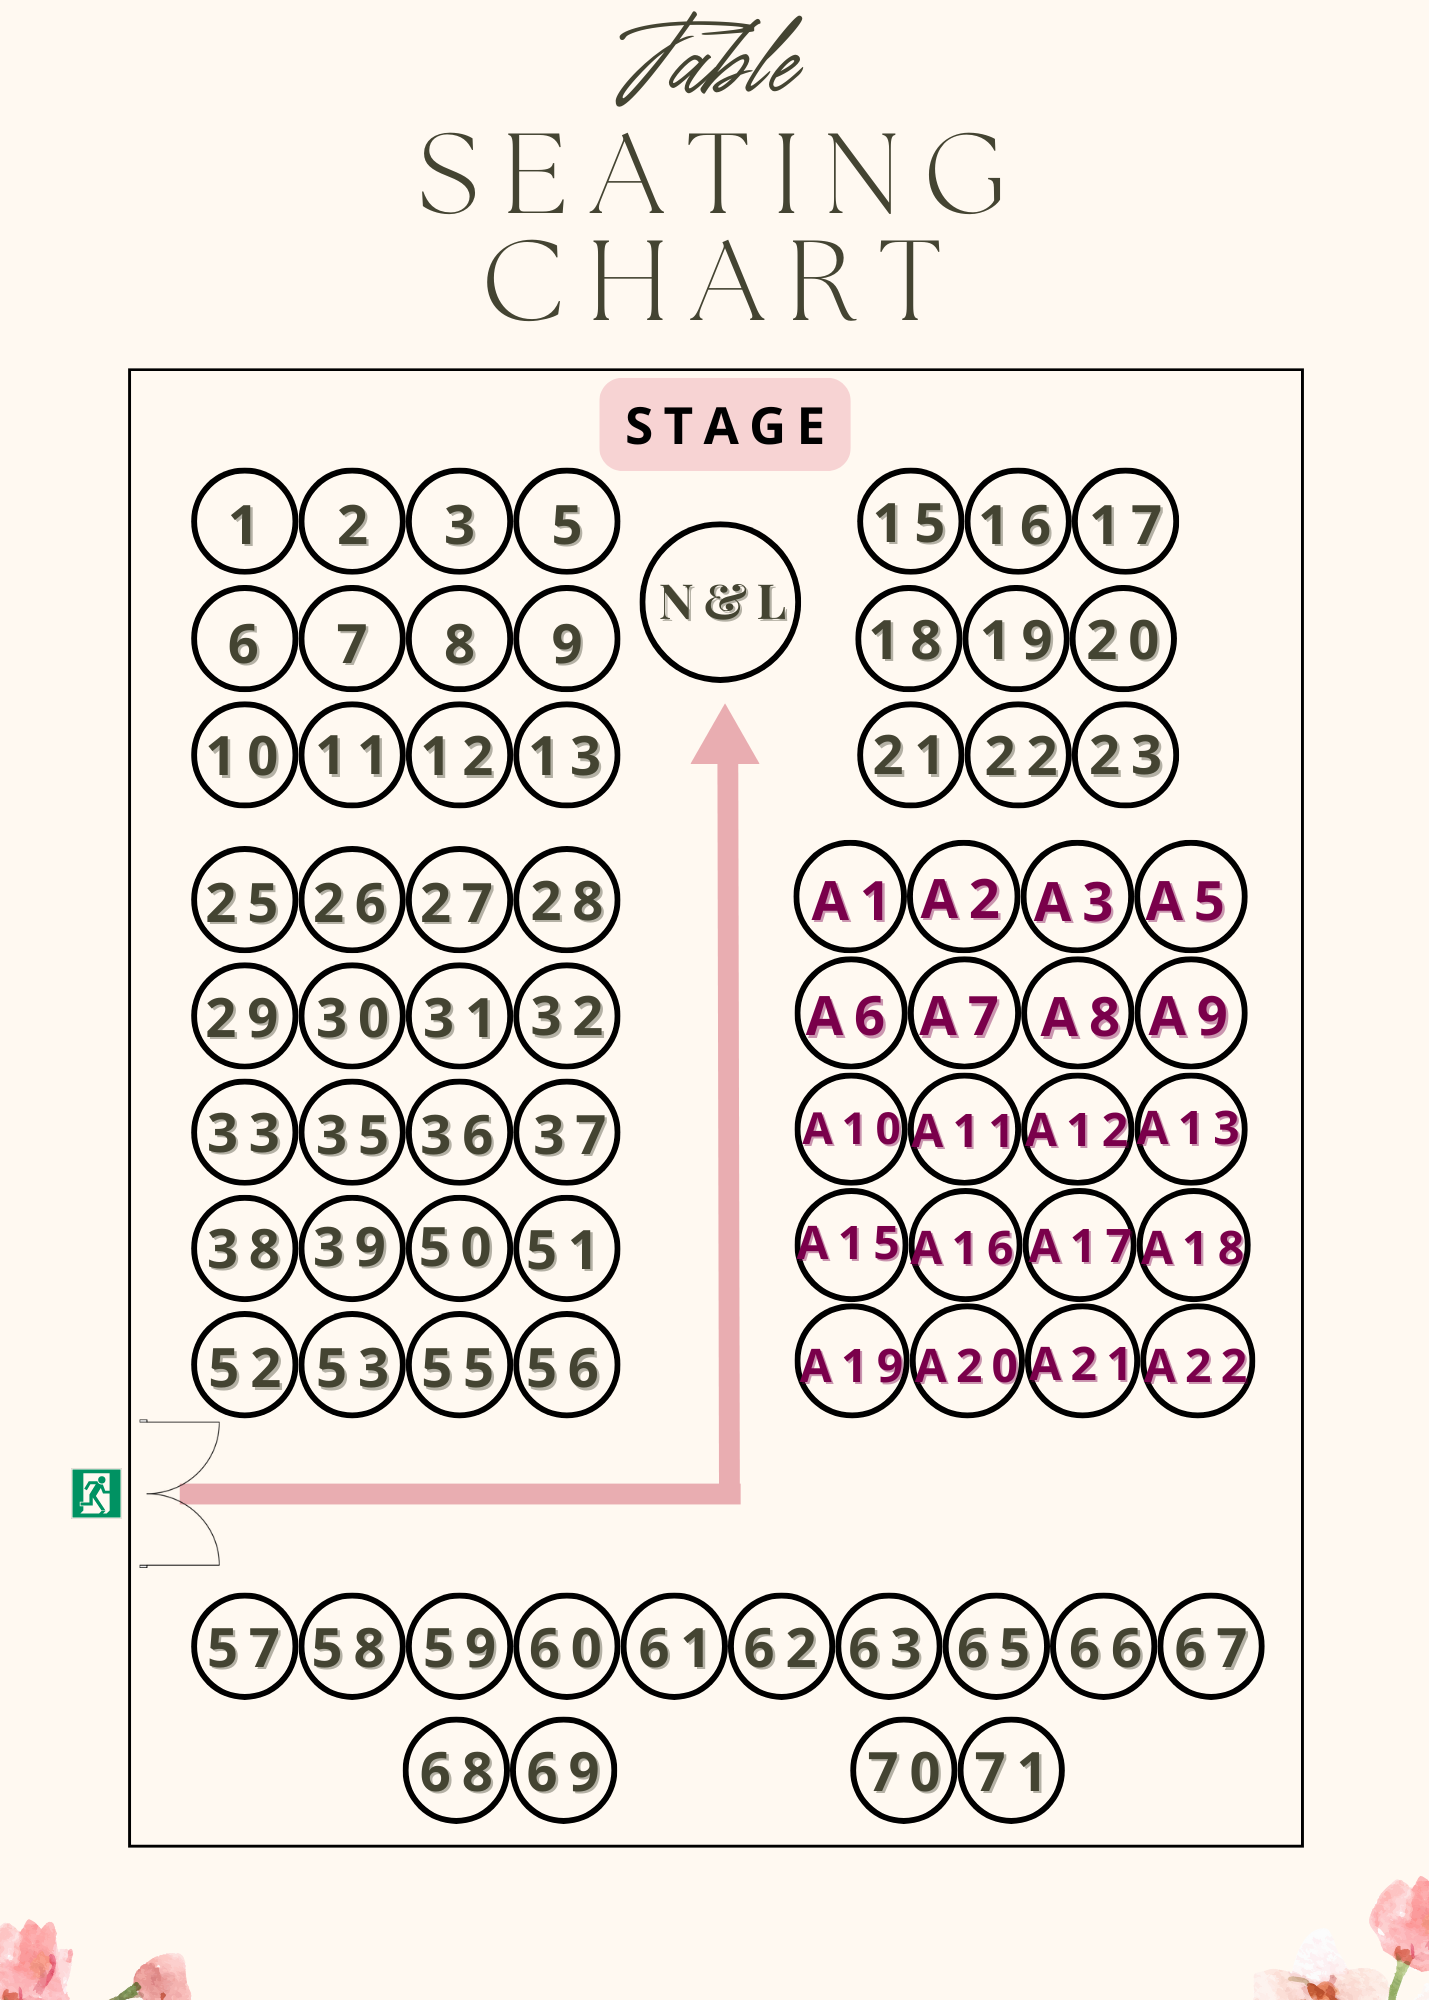 Table
SEATING
CHART
STAGE
1 2 3 5 15 16 17
N & L
6 7 8 9 18 19 20
10 11 12 13 21 22 23
25 26 27 28 A1 A2 A3 A5
29 30 31 32 A6 A7 A8 A9
33 35 36 37 A10 A11 A12 A13
38 39 50 51 A15 A16 A17 A18
52 53 55 56 A19 A20 A21 A22
57 58 59 60 61 62 63 65 66 67
68 69 70 71